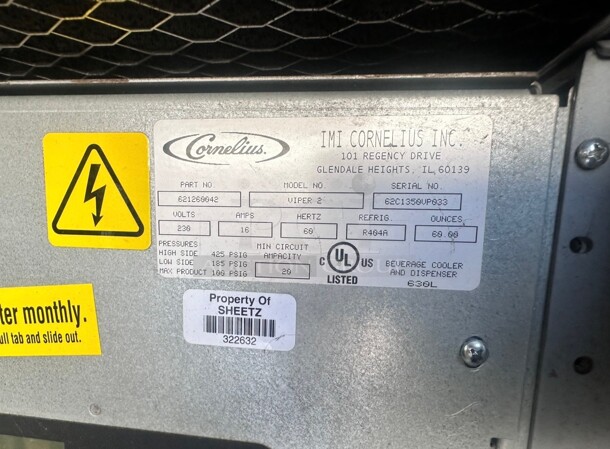 Cornelius.
IMI CORNELIUS INC.
101 REGENCY DRIVE
GLENDALE HEIGHTS, IL, 60139
PART NO. MODEL NO. SERIAL NO.
621260042 VIPER 2 62C1350VP033
VOLTS AMPS HERTZ REFRIG. OUNCES
230 16 60 R404A 60.00
PRESSURES:
HIGH SIDE 425 PSIG
LOW SIDE 185 PSIG
MAX PRODUCT 100 PSIG
MIN CIRCUIT
AMPACITY
20
C UL US
LISTED
BEVERAGE COOLER
AND DISPENSER
630L
ter monthly.
ull tab and slide out.
Property Of
SHEETZ
322632